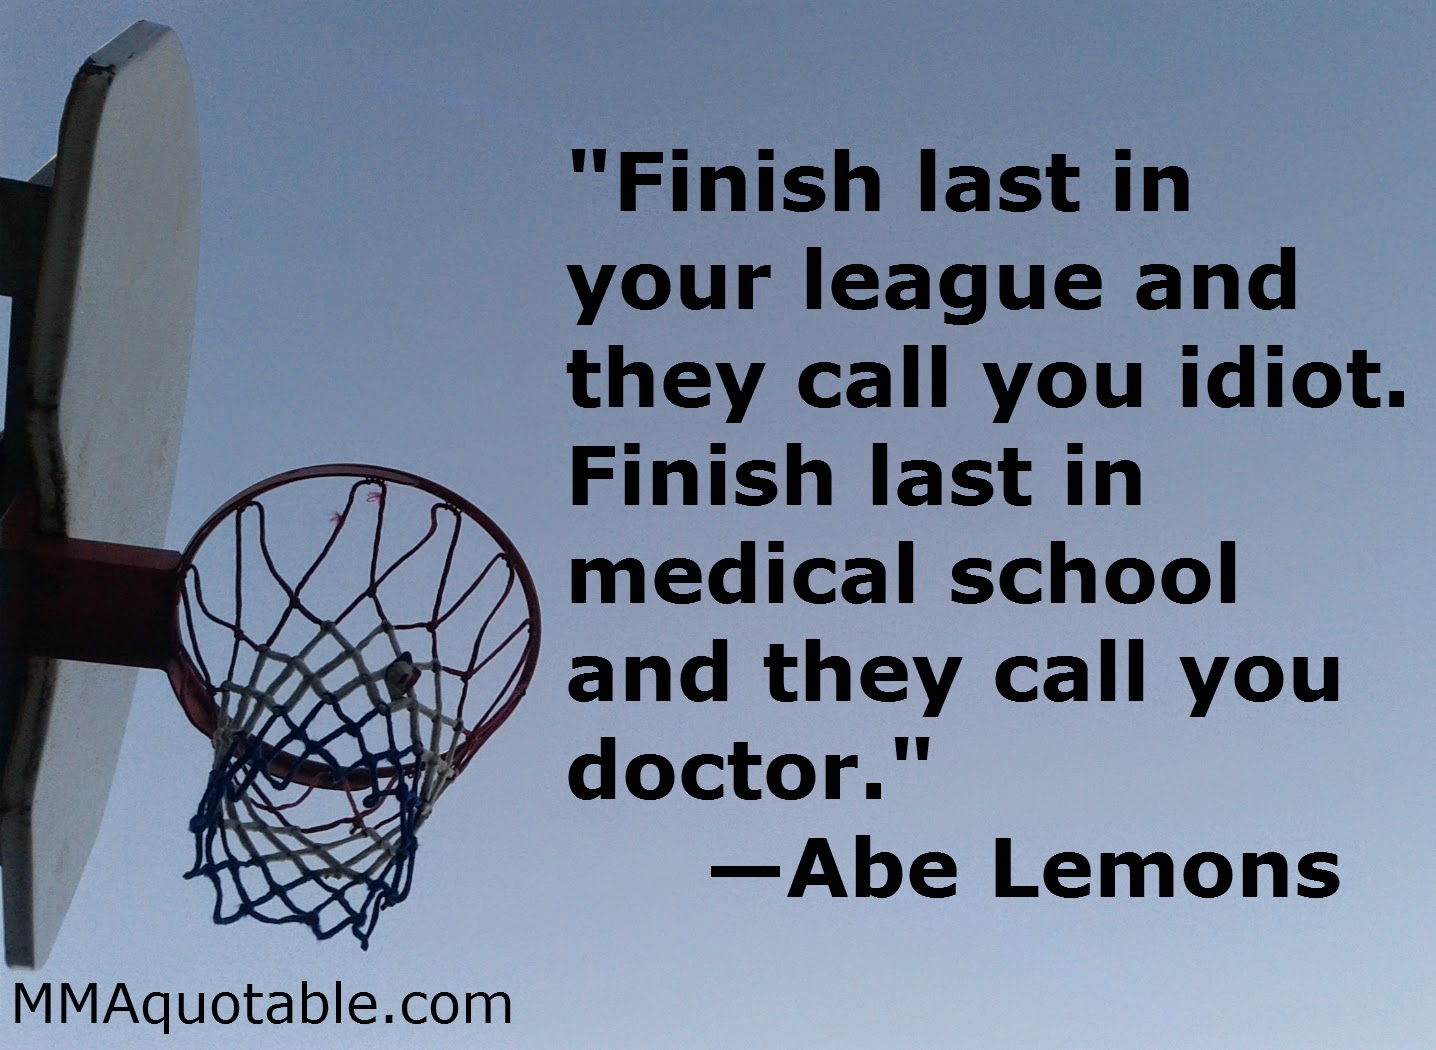 "Finish last in
your league and
they call you idiot.
Finish last in
medical school
and they call you
doctor."
—Abe Lemons
MMAquotable.com